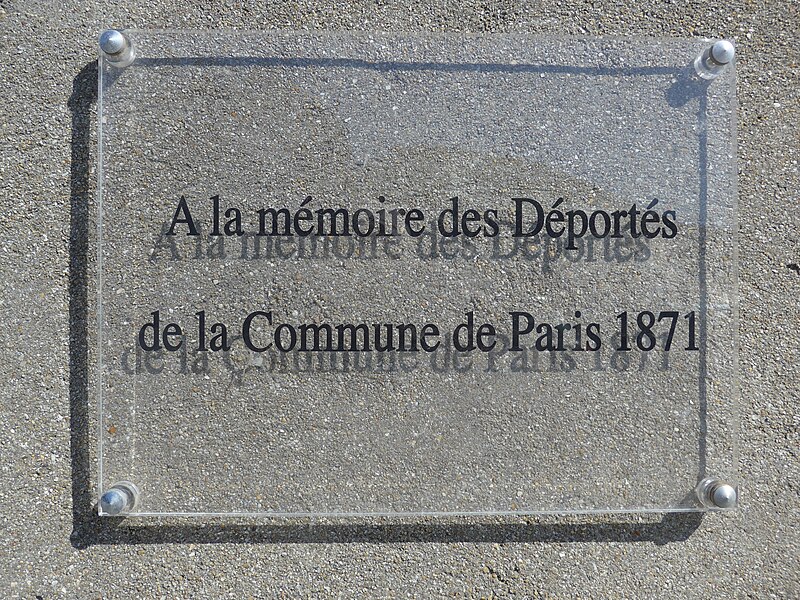 A la mémoire des Déportés
de la Commune de Paris 1871